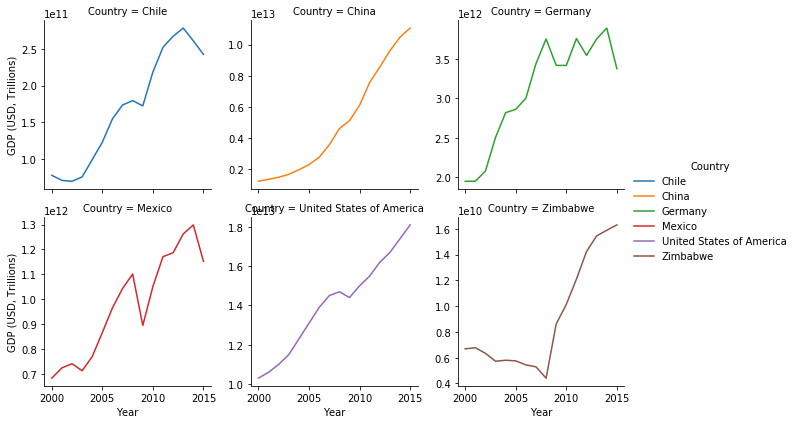 Country = Chile
1e11
2.5
2.0
1.5
1.0
GDP (USD, Trillions)
Country = China
1e13
1.0
0.8
0.6
0.4
0.2
Country = Germany
1e12
4.0
3.5
3.0
2.5
2.0
Country = Mexico
1e12
1.3
1.2
1.1
1.0
0.9
0.8
0.7
GDP (USD, Trillions)
2000 2005 2010 2015
Year
Country = United States of America
1e13
1.8
1.6
1.4
1.2
1.0
2000 2005 2010 2015
Year
Country = Zimbabwe
1e10
1.6
1.4
1.2
1.0
0.8
0.6
0.4
2000 2005 2010 2015
Year
Country
Chile
China
Germany
Mexico
United States of America
Zimbabwe